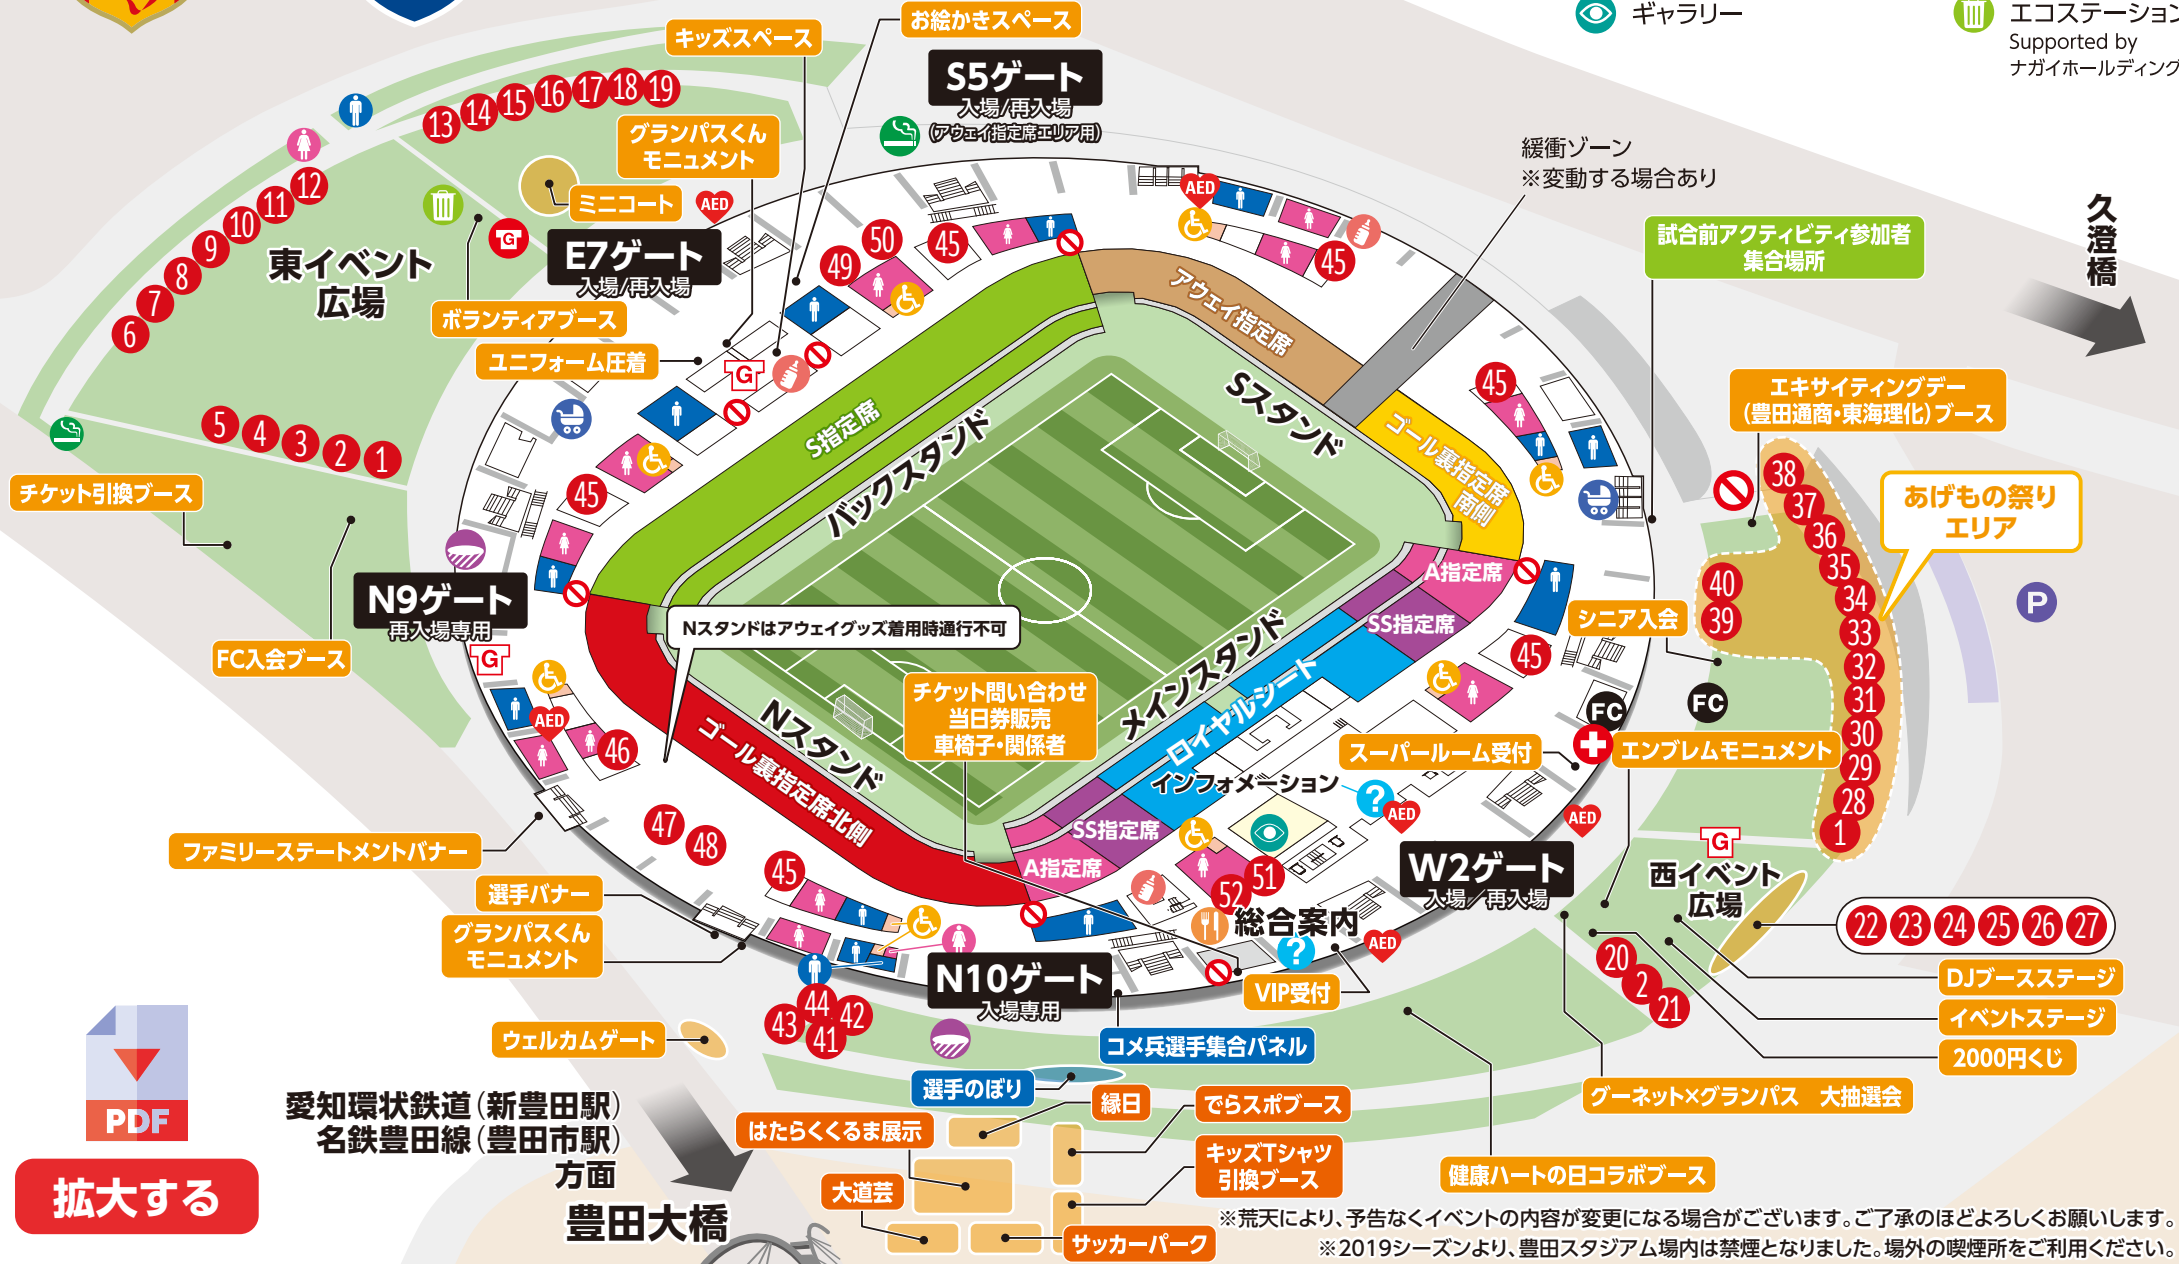 ギャラリー
エコステーション
Supported by
ナガイホールディング
お絵かきスペース
キッズスペース
S5ゲート
入場/再入場
(アウェイ指定席エリア用)
グランパスくん
モニュメント
緩衝ゾーン
※変動する場合あり
13 14 15 16 17 18 19
12
11
10
9
8
7
6
ミニコート
AED
AED
久澄橋
試合前アクティビティ参加者
集合場所
東イベント
広場
G
E7ゲート
入場/再入場
49
50
45
45
ボランティアブース
ユニフォーム圧着
G
アウェイ指定席
S指定席
バックスタンド
Sスタンド
45
ゴール裏指定席
南側
エキサイティングデー
(豊田通商・東海理化)ブース
5 4 3 2 1
チケット引換ブース
45
38
37
36
35
34
33
32
31
30
29
28
1
40
39
あげもの祭り
エリア
P
N9ゲート
再入場専用
G
FC入会ブース
Nスタンドはアウェイグッズ着用時通行不可
A指定席
SS指定席
シニア入会
45
FC
FC
チケット問い合わせ
当日券販売
車椅子・関係者
メインスタンド
ロイヤルシート
Nスタンド
ゴール裏指定席北側
AED
46
47
48
スーパールーム受付
エンブレムモニュメント
インフォメーション
?
AED
AED
SS指定席
A指定席
ファミリーステートメントバナー
45
選手バナー
グランパスくん
モニュメント
W2ゲート
入場/再入場
G
西イベント
広場
51
52
総合案内
?
AED
22 23 24 25 26 27
20
2
21
DJブースステージ
イベントステージ
2000円くじ
N10ゲート
入場専用
VIP受付
44
43
42
41
ウェルカムゲート
コメ兵選手集合パネル
選手のぼり
縁日
でらスポブース
グーネット×グランパス 大抽選会
はたらくくるま展示
キッズTシャツ
引換ブース
健康ハートの日コラボブース
大道芸
サッカーパーク
愛知環状鉄道(新豊田駅)
名鉄豊田線(豊田市駅)
方面
豊田大橋
PDF
拡大する
※荒天により、予告なくイベントの内容が変更になる場合がございます。ご了承のほどよろしくお願いします。
※2019シーズンより、豊田スタジアム場内は禁煙となりました。場外の喫煙所をご利用ください。